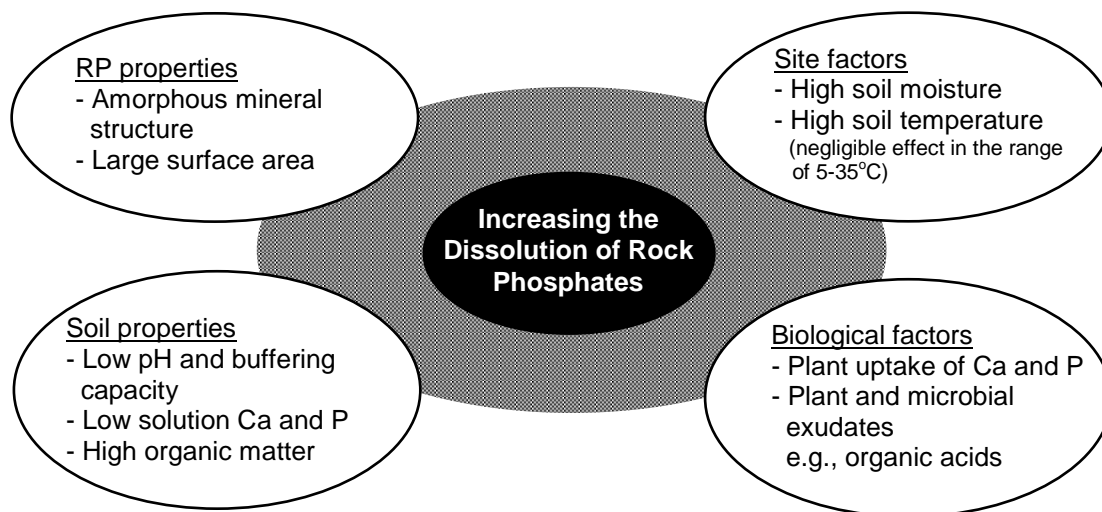 RP properties
- Amorphous mineral
structure
- Large surface area
Site factors
- High soil moisture
- High soil temperature
(negligible effect in the range
of 5-35°C)
Increasing the
Dissolution of Rock
Phosphates
Soil properties
- Low pH and buffering
capacity
- Low solution Ca and P
- High organic matter
Biological factors
- Plant uptake of Ca and P
- Plant and microbial
exudates
e.g., organic acids